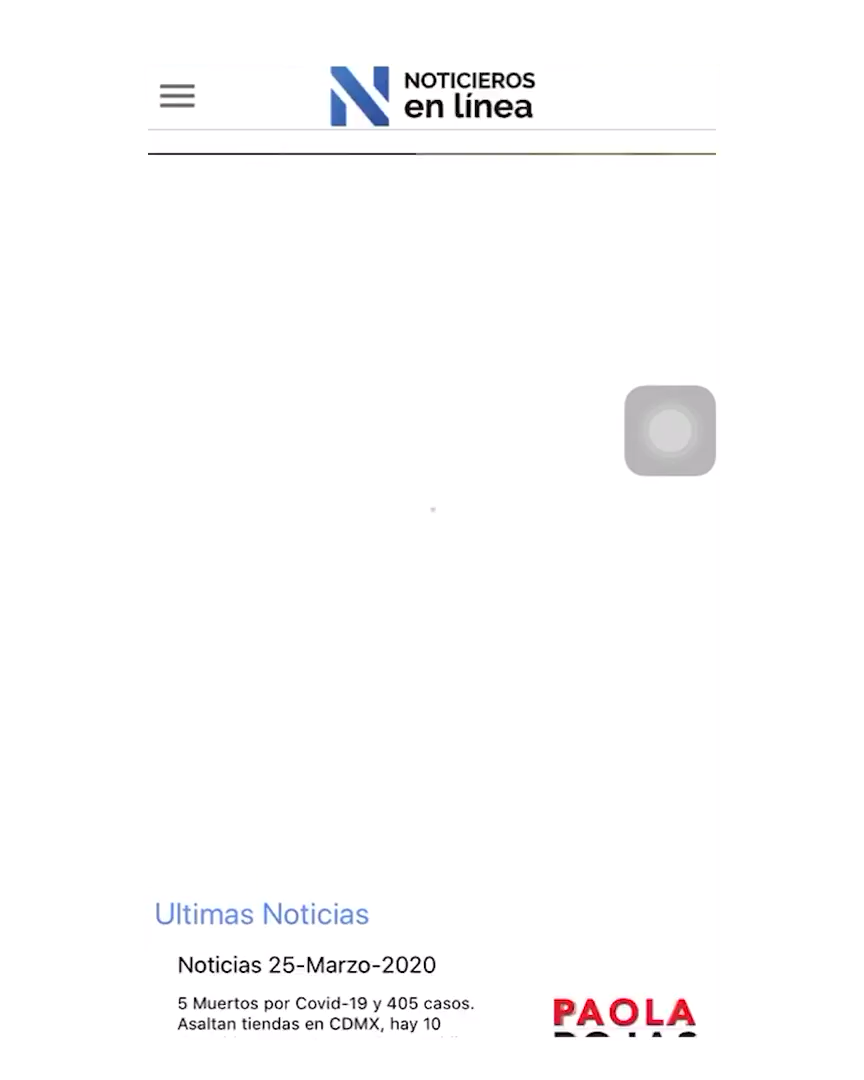 NOTICIEROS
en línea
Ultimas Noticias
Noticias 25-Marzo-2020
5 Muertos por Covid-19 y 405 casos.
Asaltan tiendas en CDMX, hay 10
PAOLA